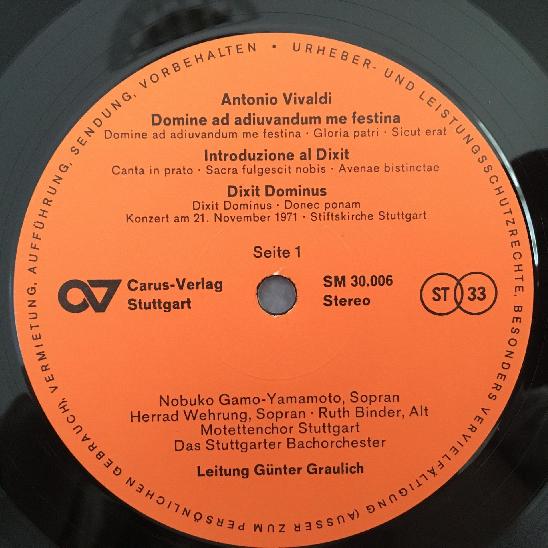 URHEBER- UND LEISTUNGSSCHUTZRECHTE, BESONDERS VERVIELFÄLTIGUNG (AUSSER ZUM PERSÖNLICHEN GEBRAUCH), VERMIETUNG, AUFFÜHRUNG, SENDUNG, VORBEHALTEN •
Antonio Vivaldi
Domine ad adiuvandum me festina
Domine ad adiuvandum me festina · Gloria patri · Sicut erat
Introduzione al Dixit
Canta in prato · Sacra fulgescit nobis · Avenae bistinctae
Dixit Dominus
Dixit Dominus · Donec ponam
Konzert am 21. November 1971 · Stiftskirche Stuttgart
Seite 1
Carus-Verlag
Stuttgart
SM 30.006
Stereo
ST 33
Nobuko Gamo-Yamamoto, Sopran
Herrad Wehrung, Sopran · Ruth Binder, Alt
Motettenchor Stuttgart
Das Stuttgarter Bachorchester
Leitung Günter Graulich